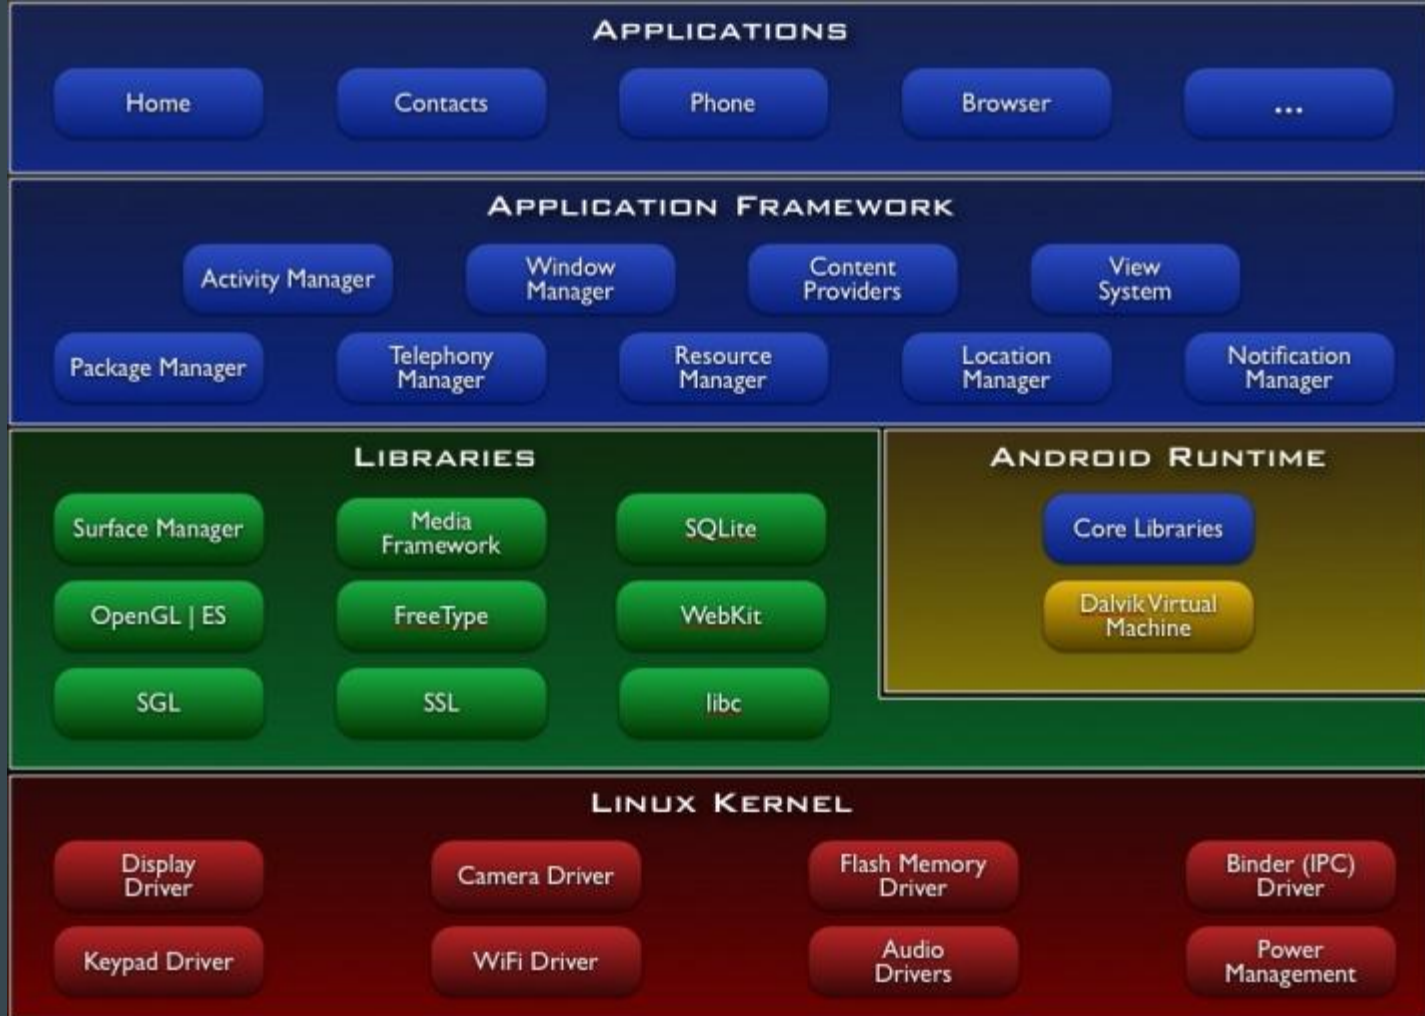 APPLICATIONS
Home
Contacts
Phone
Browser
...
APPLICATION FRAMEWORK
Activity Manager
Window
Manager
Content
Providers
View
System
Package Manager
Telephony
Manager
Resource
Manager
Location
Manager
Notification
Manager
LIBRARIES
Surface Manager
Media
Framework
SQLite
OpenGL | ES
FreeType
WebKit
SGL
SSL
libc
ANDROID RUNTIME
Core Libraries
Dalvik Virtual
Machine
LINUX KERNEL
Display
Driver
Camera Driver
Flash Memory
Driver
Binder (IPC)
Driver
Keypad Driver
WiFi Driver
Audio
Drivers
Power
Management